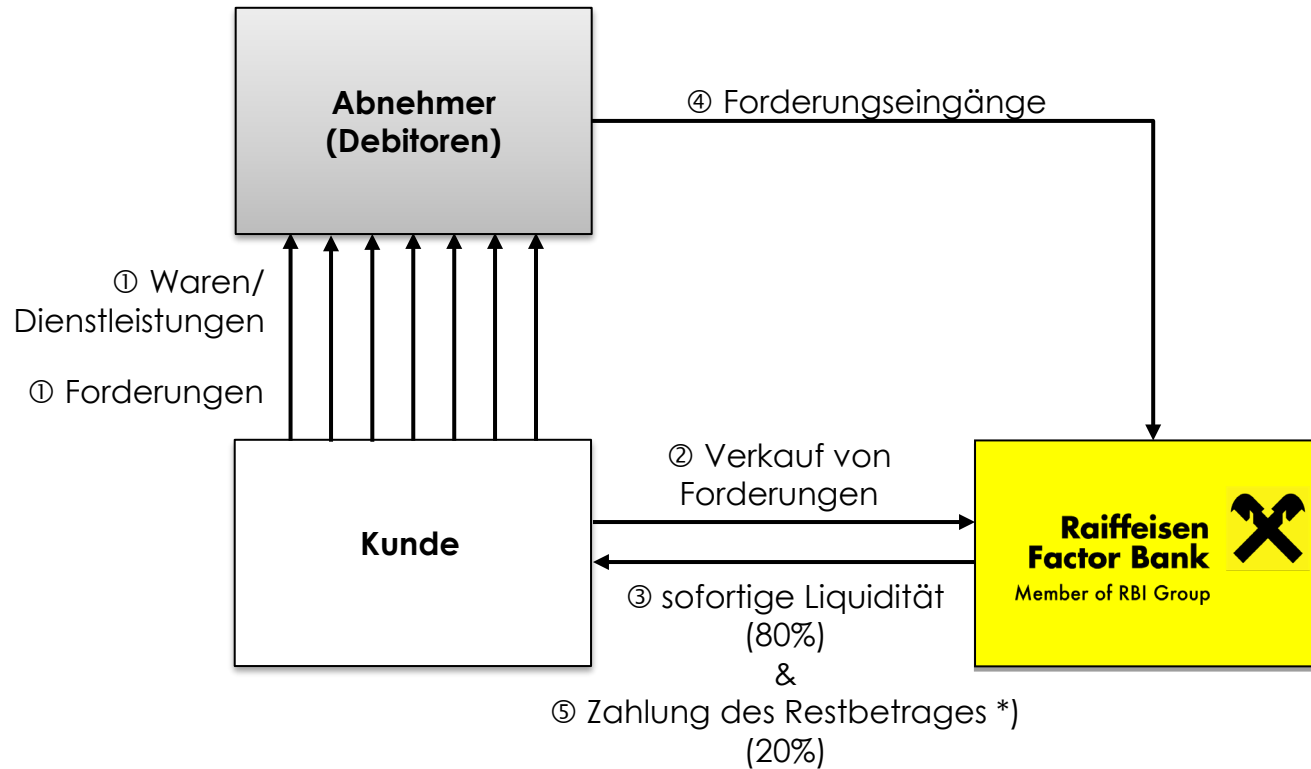 Abnehmer
(Debitoren)
④ Forderungseingänge
① Waren/
Dienstleistungen
① Forderungen
Kunde
② Verkauf von
Forderungen
③ sofortige Liquidität
(80%)
&
⑤ Zahlung des Restbetrages *)
(20%)
Raiffeisen
Factor Bank
Member of RBI Group